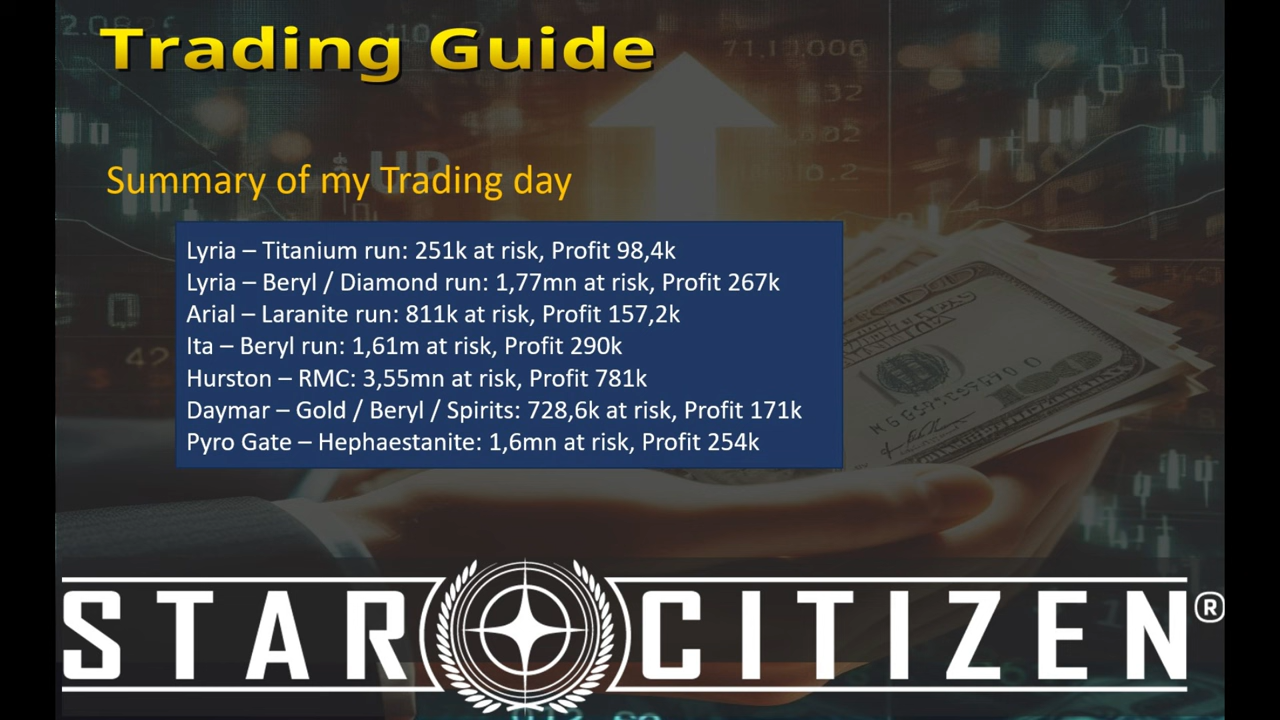 Trading Guide
Summary of my Trading day
Lyria – Titanium run: 251k at risk, Profit 98,4k
Lyria – Beryl / Diamond run: 1,77mn at risk, Profit 267k
Arial – Laranite run: 811k at risk, Profit 157,2k
Ita – Beryl run: 1,61m at risk, Profit 290k
Hurston – RMC: 3,55mn at risk, Profit 781k
Daymar – Gold / Beryl / Spirits: 728,6k at risk, Profit 171k
Pyro Gate – Hephaestanite: 1,6mn at risk, Profit 254k
STAR CITIZEN®